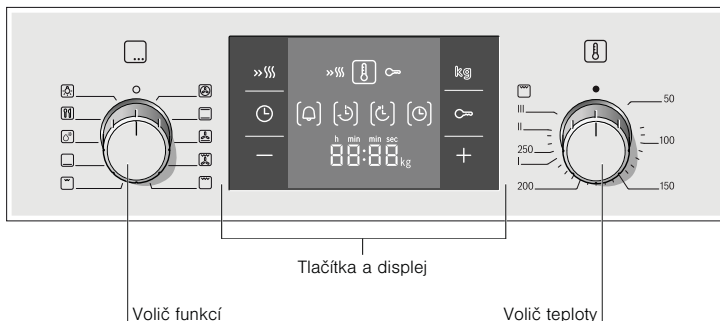 kg
h min min sec
88:88 kg
50
100
150
200
250
I
II
III
Tlačítka a displej
Volič funkcí
Volič teploty